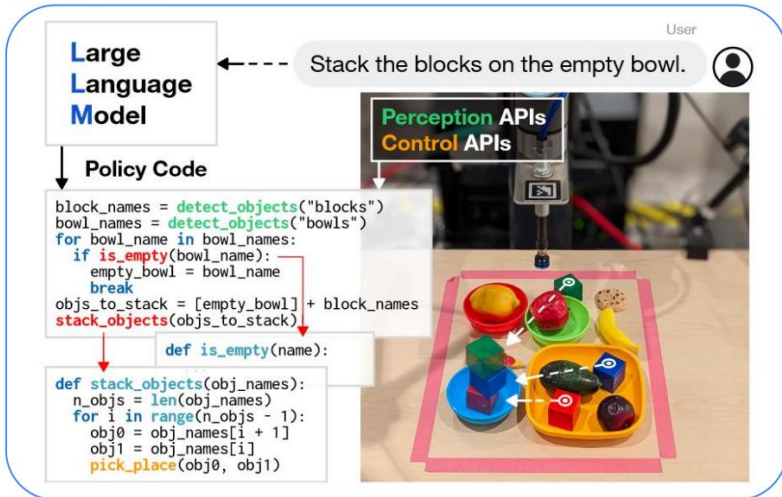 User
Stack the blocks on the empty bowl.
Large
Language
Model
Perception APIs
Control APIs
Policy Code
block_names = detect_objects("blocks")
bowl_names = detect_objects("bowls")
for bowl_name in bowl_names:
  if is_empty(bowl_name):
    empty_bowl = bowl_name
    break
objs_to_stack = [empty_bowl] + block_names
stack_objects(objs_to_stack)
def is_empty(name):
...
def stack_objects(obj_names):
  n_objs = len(obj_names)
  for i in range(n_objs - 1):
    obj0 = obj_names[i + 1]
    obj1 = obj_names[i]
    pick_place(obj0, obj1)